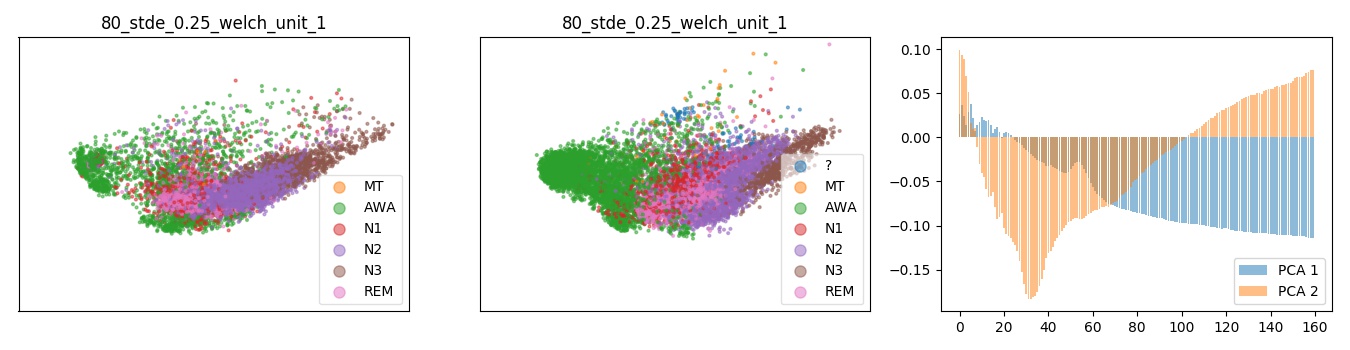 80_stde_0.25_welch_unit_1
MT
AWA
N1
N2
N3
REM
80_stde_0.25_welch_unit_1
?
MT
AWA
N1
N2
N3
REM
0.10
0.05
0.00
−0.05
−0.10
−0.15
0 20 40 60 80 100 120 140 160
PCA 1
PCA 2